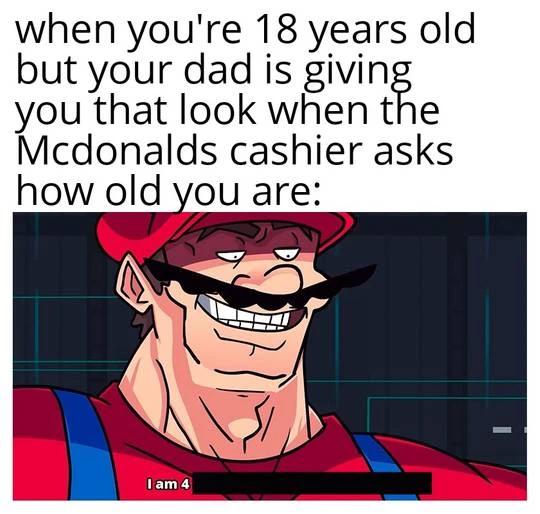 when you're 18 years old
but your dad is giving
you that look when the
Mcdonalds cashier asks
how old you are:
I am 4